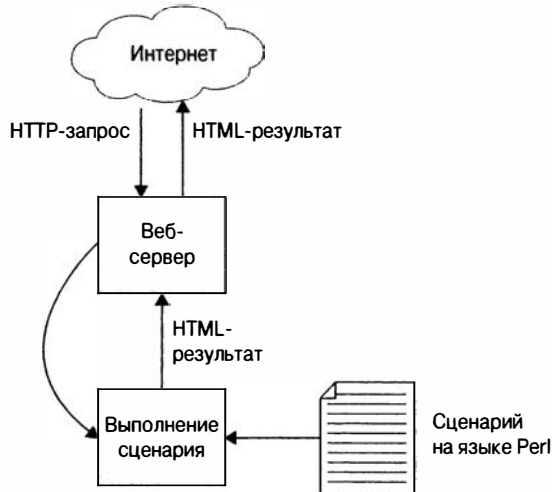 Интернет
HTTP-запрос
HTML-результат
Веб-
сервер
HTML-
результат
Выполнение
сценария
Сценарий
на языке Perl